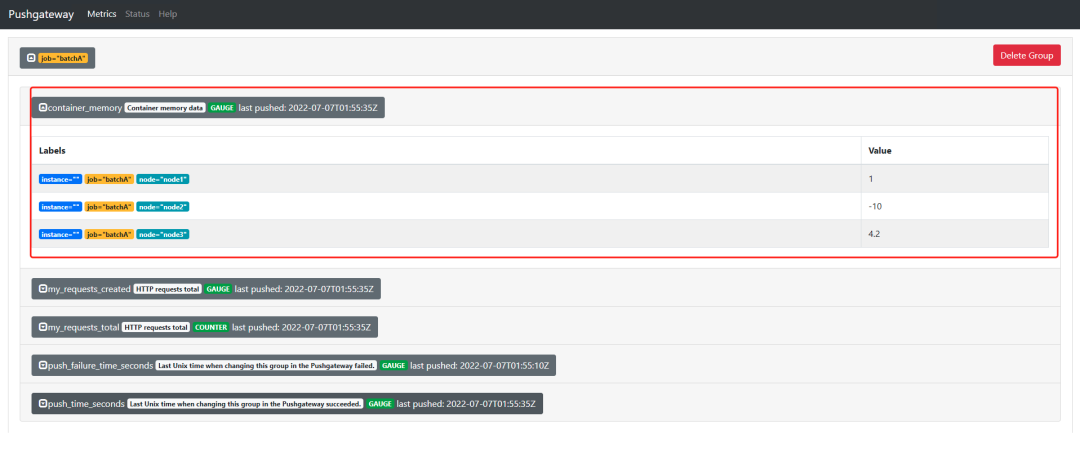 Pushgateway Metrics Status Help
job="batchA" Delete Group
container_memory Container memory data GAUGE last pushed: 2022-07-07T01:55:35Z
Labels Value
instance="" job="batchA" node="node1" 1
instance="" job="batchA" node="node2" -10
instance="" job="batchA" node="node3" 4.2
my_requests_created HTTP requests total GAUGE last pushed: 2022-07-07T01:55:35Z
my_requests_total HTTP requests total COUNTER last pushed: 2022-07-07T01:55:35Z
push_failure_time_seconds Last Unix time when changing this group in the Pushgateway failed. GAUGE last pushed: 2022-07-07T01:55:10Z
push_time_seconds Last Unix time when changing this group in the Pushgateway succeeded. GAUGE last pushed: 2022-07-07T01:55:35Z